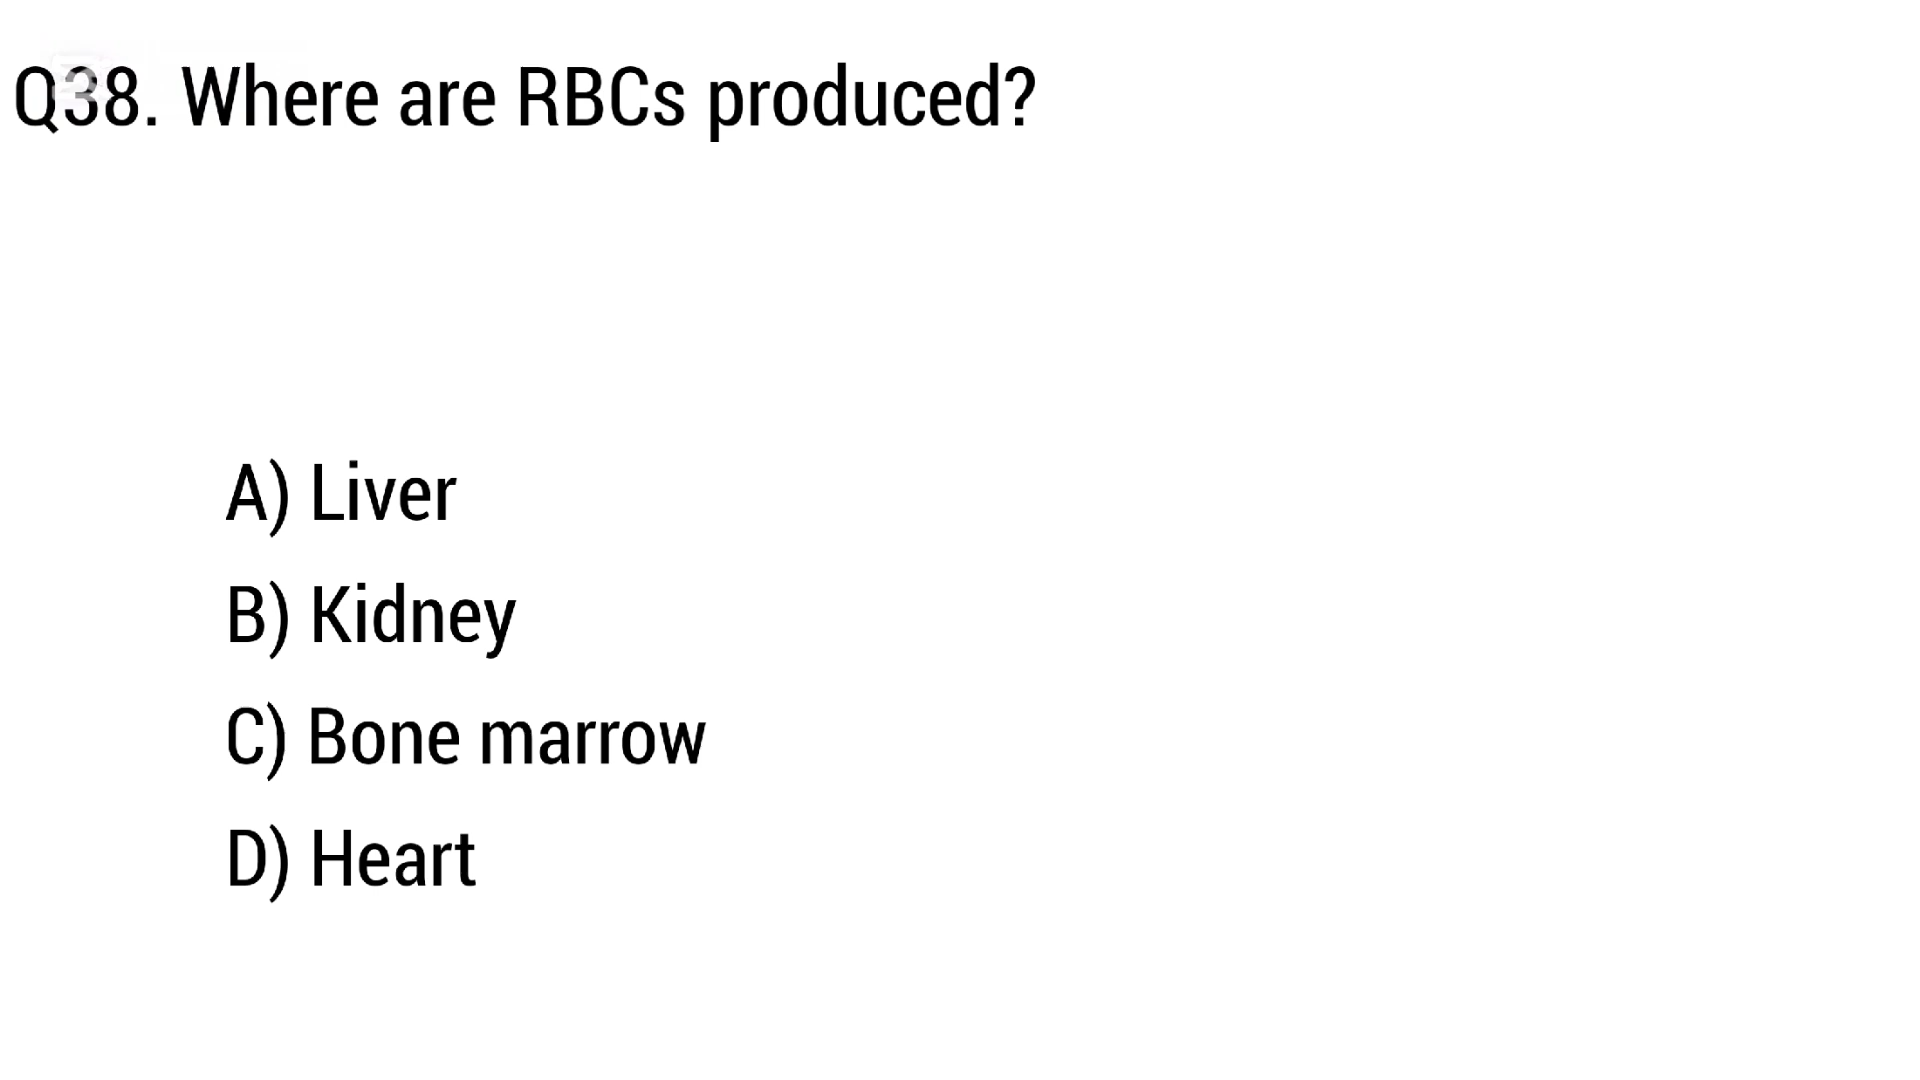 Q38. Where are RBCs produced?
A) Liver
B) Kidney
C) Bone marrow
D) Heart